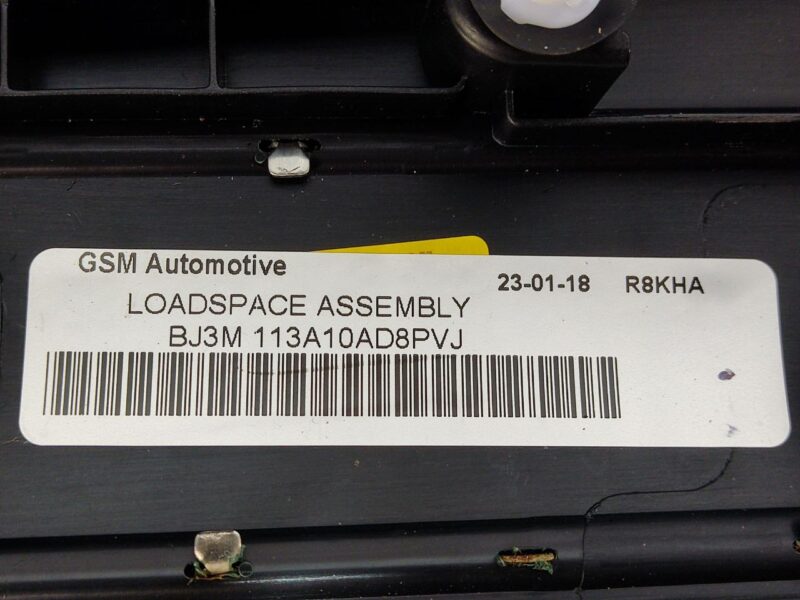 GSM Automotive 23-01-18 R8KHA
LOADSPACE ASSEMBLY
BJ3M 113A10AD8PVJ